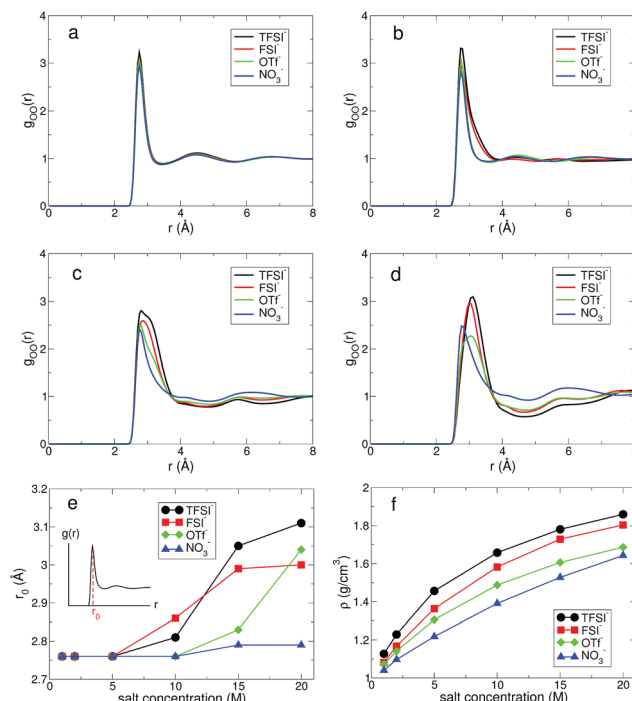 a
TFSI⁻
FSI⁻
OTf⁻
NO₃⁻
gOO(r)
4
3
2
1
0
0 2 4 6 8
r (Å)
b
TFSI⁻
FSI⁻
OTf⁻
NO₃⁻
gOO(r)
4
3
2
1
0
0 2 4 6
r (Å)
c
TFSI⁻
FSI⁻
OTf⁻
NO₃⁻
gOO(r)
4
3
2
1
0
0 2 4 6 8
r (Å)
d
TFSI⁻
FSI⁻
OTf⁻
NO₃⁻
gOO(r)
4
3
2
1
0
0 2 4 6
r (Å)
e
TFSI⁻
FSI⁻
OTf⁻
NO₃⁻
g(r)
r
r₀
r₀ (Å)
3.2
3.1
3
2.9
2.8
2.7
0 5 10 15 20
salt concentration (M)
f
TFSI⁻
FSI⁻
OTf⁻
NO₃⁻
ρ (g/cm³)
2
1.8
1.6
1.4
1.2
1
0 5 10 15 20
salt concentration (M)